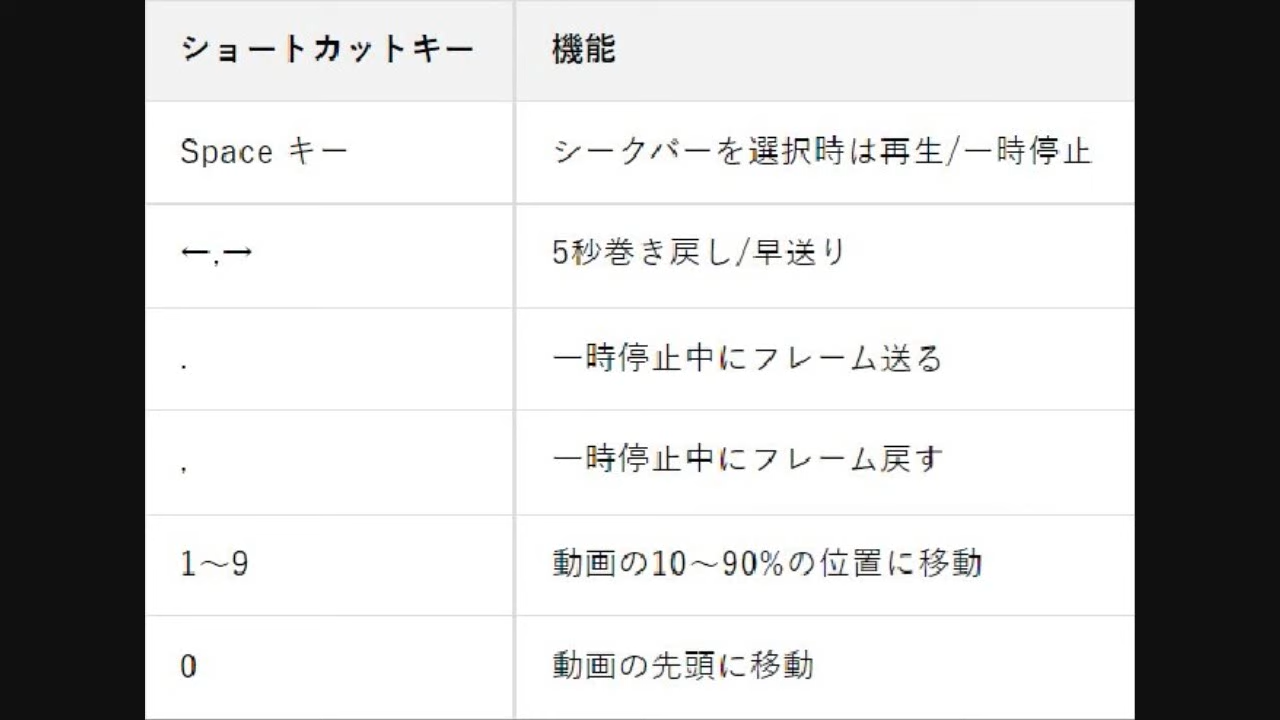 ショートカットキー 機能
Space キー シークバーを選択時は再生/一時停止
←,→ 5秒巻き戻し/早送り
. 一時停止中にフレーム送る
, 一時停止中にフレーム戻す
1～9 動画の10～90%の位置に移動
0 動画の先頭に移動